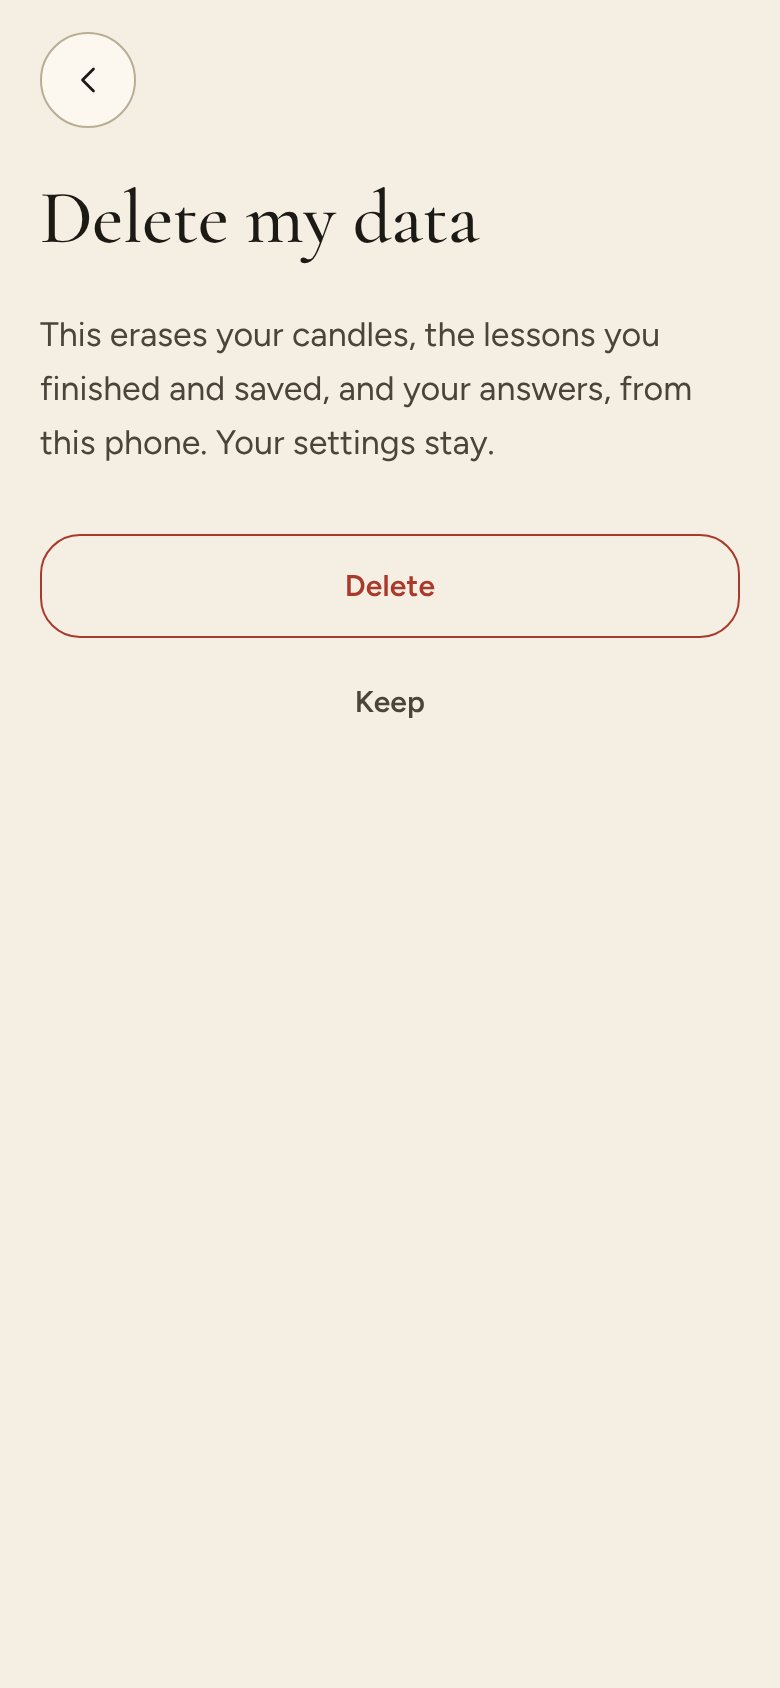 Delete my data
This erases your candles, the lessons you
finished and saved, and your answers, from
this phone. Your settings stay.
Delete
Keep